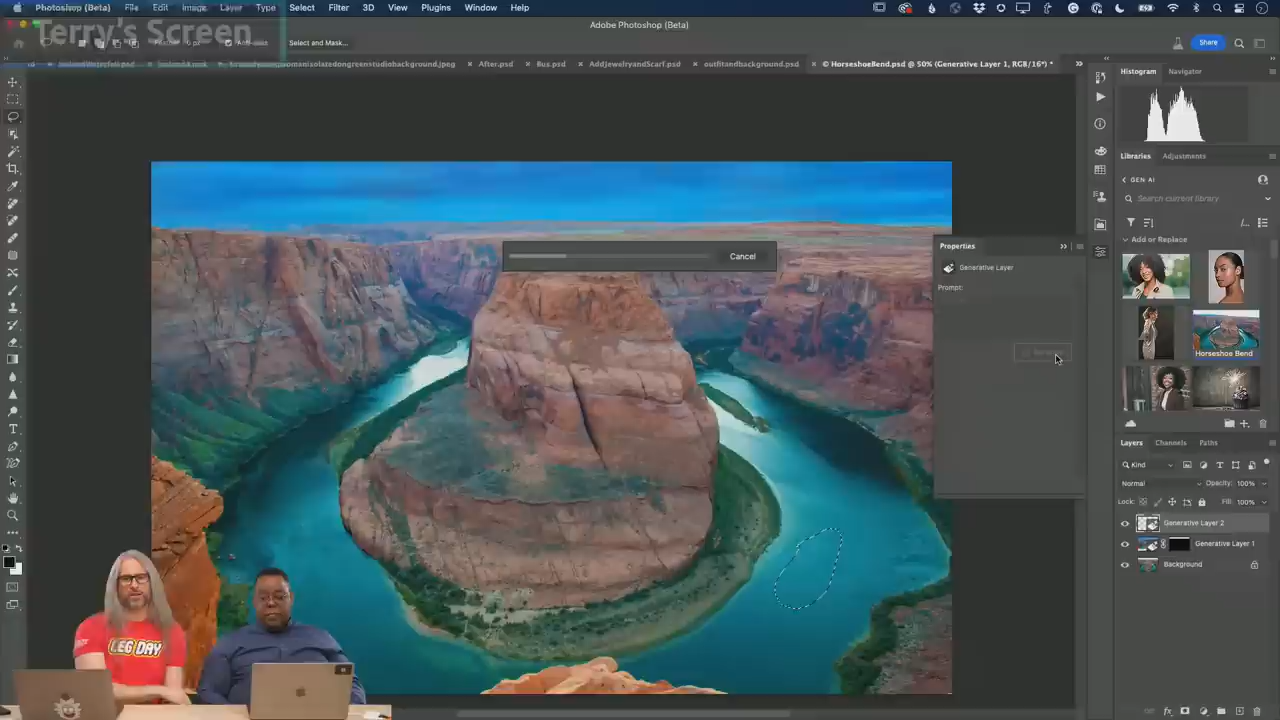 Photoshop (Beta) File Edit Image Layer Type Select Filter 3D View Plugins Window Help
Terry's Screen
Adobe Photoshop (Beta)
Select and Mask...
Share
After.psd × Bus.psd × AddJewelryandScarf.psd × outfitandbackground.psd × © HorseshoeBend.psd @ 50% (Generative Layer 1, RGB/16*) *
Histogram Navigator
Libraries Adjustments
GEN AI
Search current library
Add or Replace
Cancel
Properties
Generative Layer
Prompt:
Horseshoe Bend
Layers Channels Paths
Kind
Normal Opacity: 100%
Lock: Fill: 100%
Generative Layer 2
Generative Layer 1
Background
LEG DAY